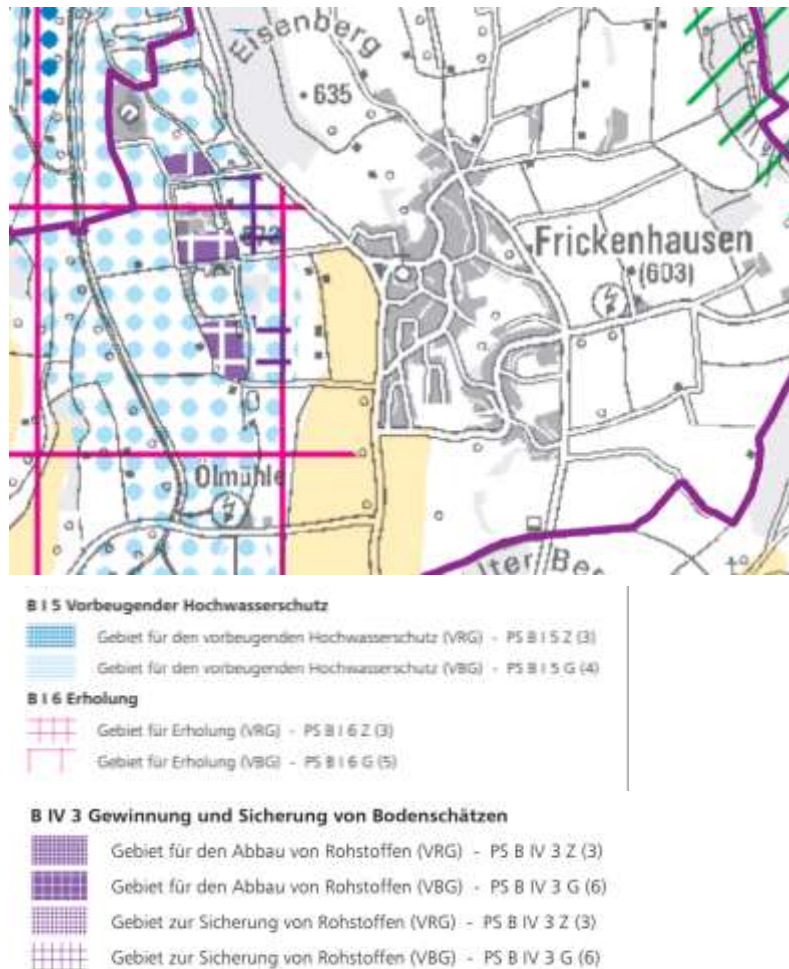 Eisenberg
635
Frickenhausen
(603)
Ölmühle
B I 5 Vorbeugender Hochwasserschutz
Gebiet für den vorbeugenden Hochwasserschutz (VRG) - PS B I 5 Z (3)
Gebiet für den vorbeugenden Hochwasserschutz (VBG) - PS B I 5 G (4)
B I 6 Erholung
Gebiet für Erholung (VRG) - PS B I 6 Z (3)
Gebiet für Erholung (VBG) - PS B I 6 G (5)
B IV 3 Gewinnung und Sicherung von Bodenschätzen
Gebiet für den Abbau von Rohstoffen (VRG) - PS B IV 3 Z (3)
Gebiet für den Abbau von Rohstoffen (VBG) - PS B IV 3 G (6)
Gebiet zur Sicherung von Rohstoffen (VRG) - PS B IV 3 Z (3)
Gebiet zur Sicherung von Rohstoffen (VBG) - PS B IV 3 G (6)